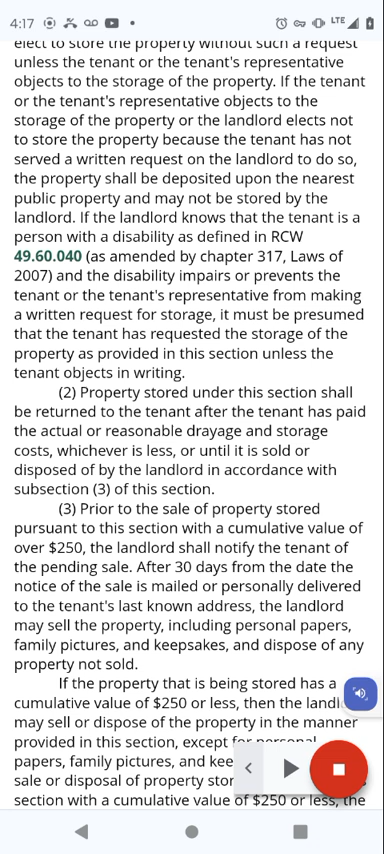 4:17
LTE
elect to store the property without such a request
unless the tenant or the tenant's representative
objects to the storage of the property. If the tenant
or the tenant's representative objects to the
storage of the property or the landlord elects not
to store the property because the tenant has not
served a written request on the landlord to do so,
the property shall be deposited upon the nearest
public property and may not be stored by the
landlord. If the landlord knows that the tenant is a
person with a disability as defined in RCW
49.60.040 (as amended by chapter 317, Laws of
2007) and the disability impairs or prevents the
tenant or the tenant's representative from making
a written request for storage, it must be presumed
that the tenant has requested the storage of the
property as provided in this section unless the
tenant objects in writing.
(2) Property stored under this section shall
be returned to the tenant after the tenant has paid
the actual or reasonable drayage and storage
costs, whichever is less, or until it is sold or
disposed of by the landlord in accordance with
subsection (3) of this section.
(3) Prior to the sale of property stored
pursuant to this section with a cumulative value of
over $250, the landlord shall notify the tenant of
the pending sale. After 30 days from the date the
notice of the sale is mailed or personally delivered
to the tenant's last known address, the landlord
may sell the property, including personal papers,
family pictures, and keepsakes, and dispose of any
property not sold.
If the property that is being stored has a
cumulative value of $250 or less, then the
may sell or dispose of the property in the manner
provided in this section, except for personal
papers, family pictures, and
sale or disposal of property
section with a cumulative value of $250 or less, the